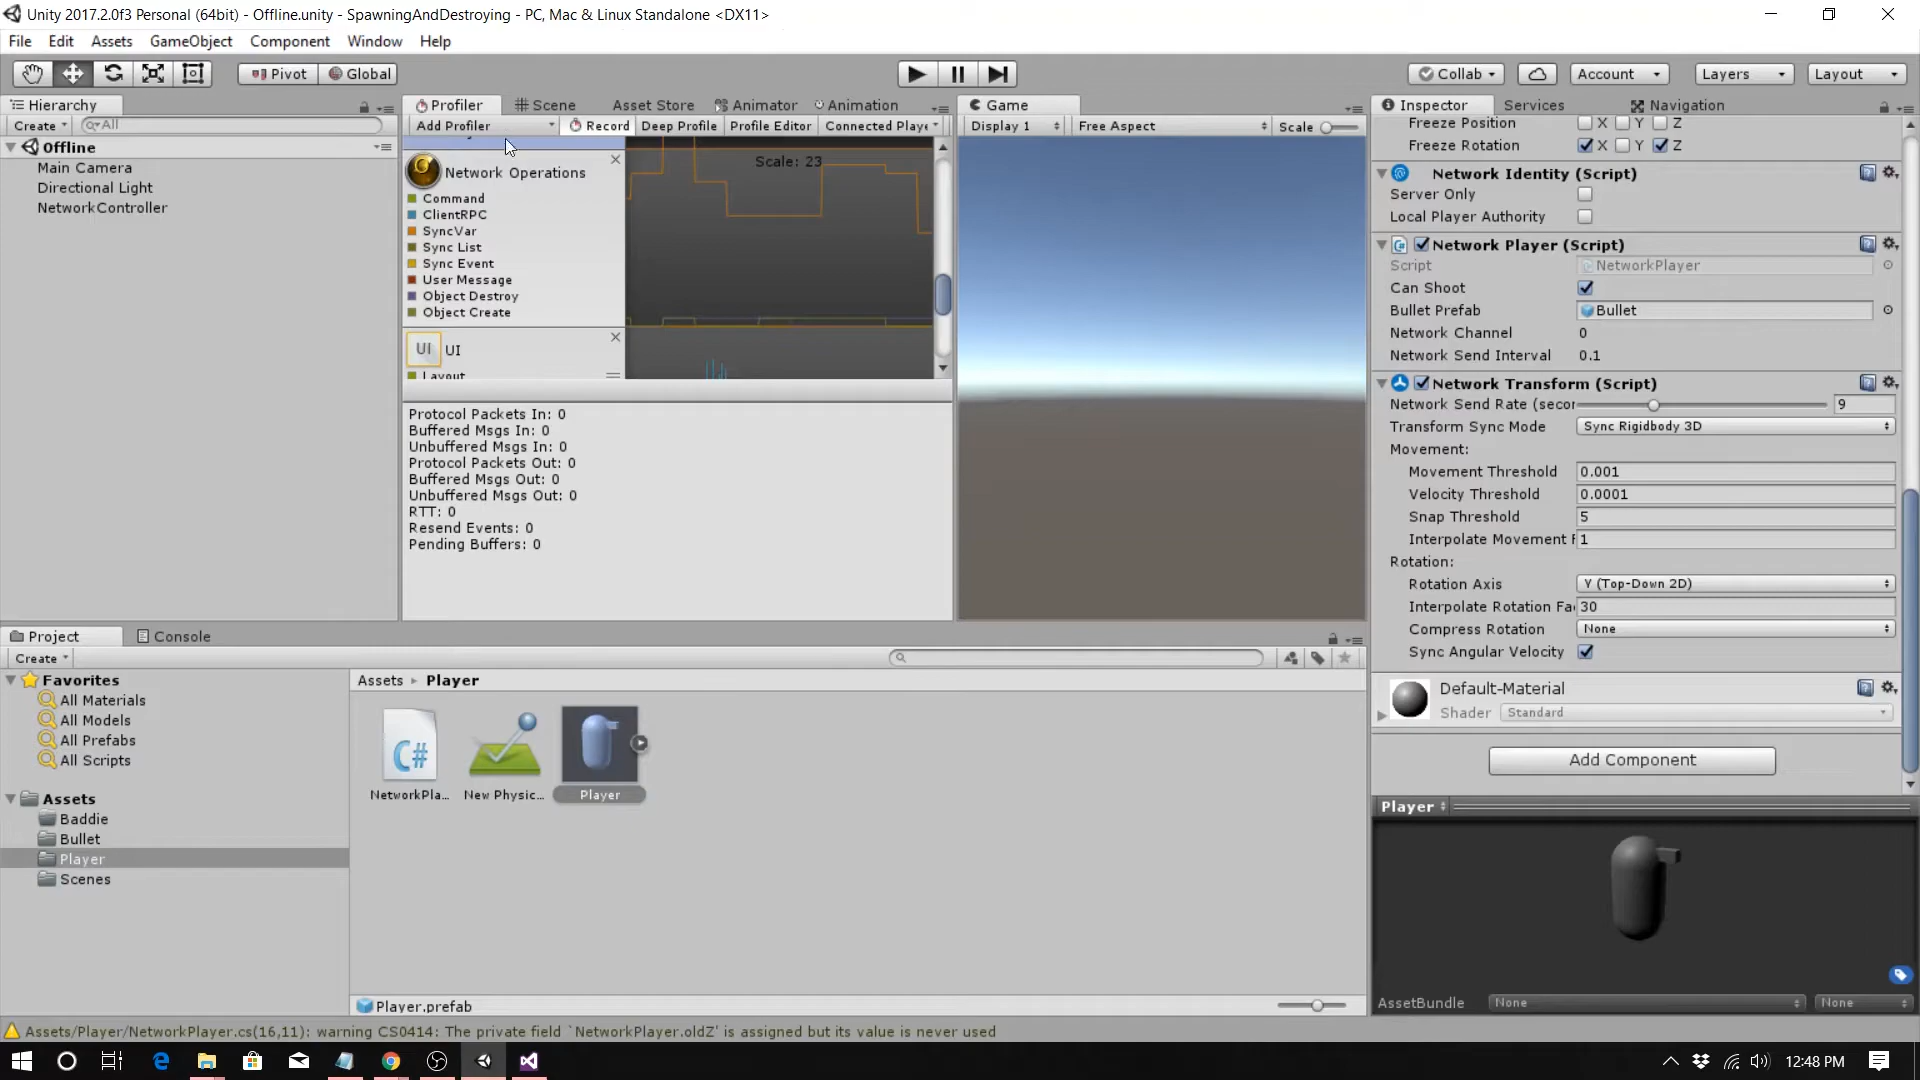 Unity 2017.2.0f3 Personal (64bit) - Offline.unity - SpawningAndDestroying - PC, Mac & Linux Standalone <DX11>
File Edit Assets GameObject Component Window Help
Pivot Global Collab Account Layers Layout
Hierarchy
Create All
Offline
Main Camera
Directional Light
NetworkController
Profiler Scene Asset Store Animator Animation
Add Profiler Record Deep Profile Profile Editor Connected Playe
Network Operations
Command
ClientRPC
SyncVar
Sync List
Sync Event
User Message
Object Destroy
Object Create
Scale: 23
UI UI
Layout
Protocol Packets In: 0
Buffered Msgs In: 0
Unbuffered Msgs In: 0
Protocol Packets Out: 0
Buffered Msgs Out: 0
Unbuffered Msgs Out: 0
RTT: 0
Resend Events: 0
Pending Buffers: 0
Game
Display 1 Free Aspect Scale
Inspector Services Navigation
Freeze Position X Y Z
Freeze Rotation X Y Z
Network Identity (Script)
Server Only
Local Player Authority
Network Player (Script)
Script NetworkPlayer
Can Shoot
Bullet Prefab Bullet
Network Channel 0
Network Send Interval 0.1
Network Transform (Script)
Network Send Rate (secor 9
Transform Sync Mode Sync Rigidbody 3D
Movement:
Movement Threshold 0.001
Velocity Threshold 0.0001
Snap Threshold 5
Interpolate Movement F 1
Rotation:
Rotation Axis Y (Top-Down 2D)
Interpolate Rotation Fa 30
Compress Rotation None
Sync Angular Velocity
Default-Material
Shader Standard
Add Component
Player
AssetBundle None None
Project Console
Create
Favorites
All Materials
All Models
All Prefabs
All Scripts
Assets
Baddie
Bullet
Player
Scenes
Assets Player
C#
NetworkPla... New Physic... Player
Player.prefab
Assets/Player/NetworkPlayer.cs(16,11): warning CS0414: The private field `NetworkPlayer.oldZ' is assigned but its value is never used
12:48 PM